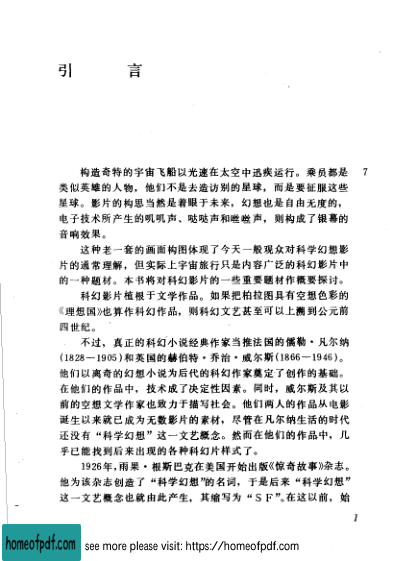 引 言
构造奇特的宇宙飞船以光速在太空中迅疾运行。乘员都是 7
类似英雄的人物，他们不是去造访别的星球，而是要征服这些
星球。影片的构思当然是着眼于未来，幻想也是自由无度的，
电子技术所产生的叽叽声、哒哒声和咝咝声，则构成了银幕的
音响效果。
这种老一套的画面构图体现了今天一般观众对科学幻想影
片的通常理解，但实际上宇宙旅行只是内容广泛的科幻影片中
的一种题材。本书将对科幻影片的一些重要题材作概要探讨。
科幻影片植根于文学作品。如果把柏拉图具有空想色彩的
《理想国》也算作科幻作品，则科幻文艺甚至可以上溯到公元前
四世纪。
不过，真正的科幻小说经典作家当推法国的儒勒·凡尔纳
(1828—1905)和英国的赫伯特·乔治·威尔斯(1866—1946)。
他们以离奇的幻想小说为后代的科幻作家奠定了创作的基础。
在他们的作品中，技术成了决定性因素。同时，威尔斯及其以
前的空想文学作家也致力于描写社会。他们两人的作品从电影
诞生以来就已成为无数影片的素材，尽管在凡尔纳生活的时代
还没有“科学幻想”这一文艺概念。然而在他们的作品中，几
乎已能找到后来出现的各种科幻片样式了。
1926年，雨果·根斯巴克在美国开始出版《惊奇故事》杂志。
他为该杂志创造了“科学幻想”的名词，于是后来“科学幻想”
这一文艺概念也就由此产生，其缩写为“SF”。在这以前，始
1
homeofpdf.com
see more please visit: https://homeofpdf.com